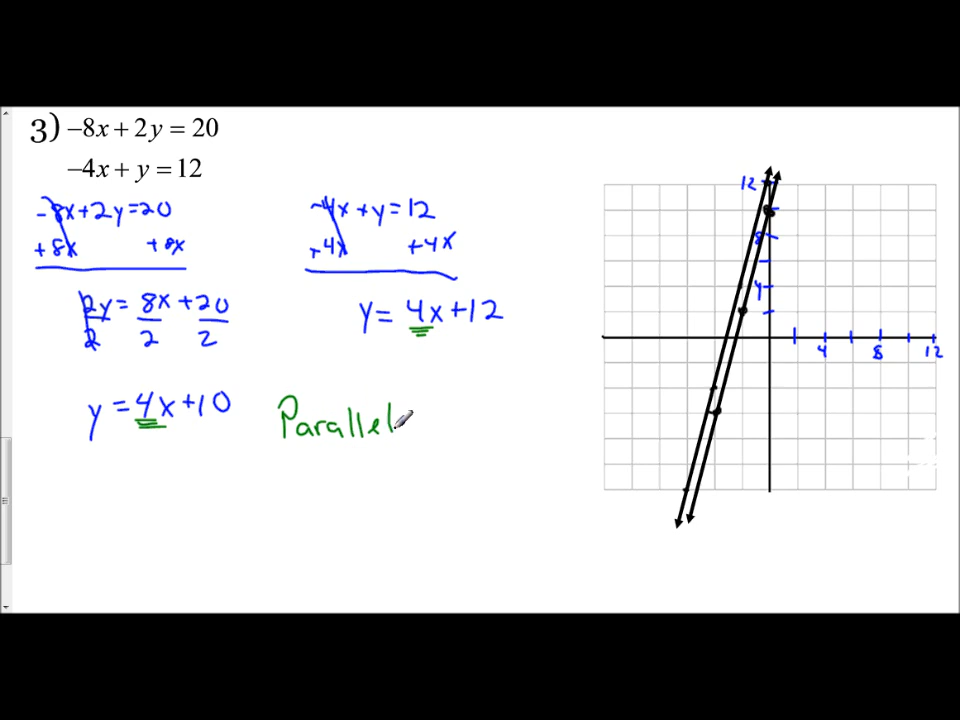 3) −8x + 2y = 20
−4x + y = 12
-8x+2y=20
+8x +8x
2y = 8x + 20
2 2 2
y = 4x+10
-4x+y=12
+4x +4x
y= 4x+12
Parallel
12
8
4
4 8 12